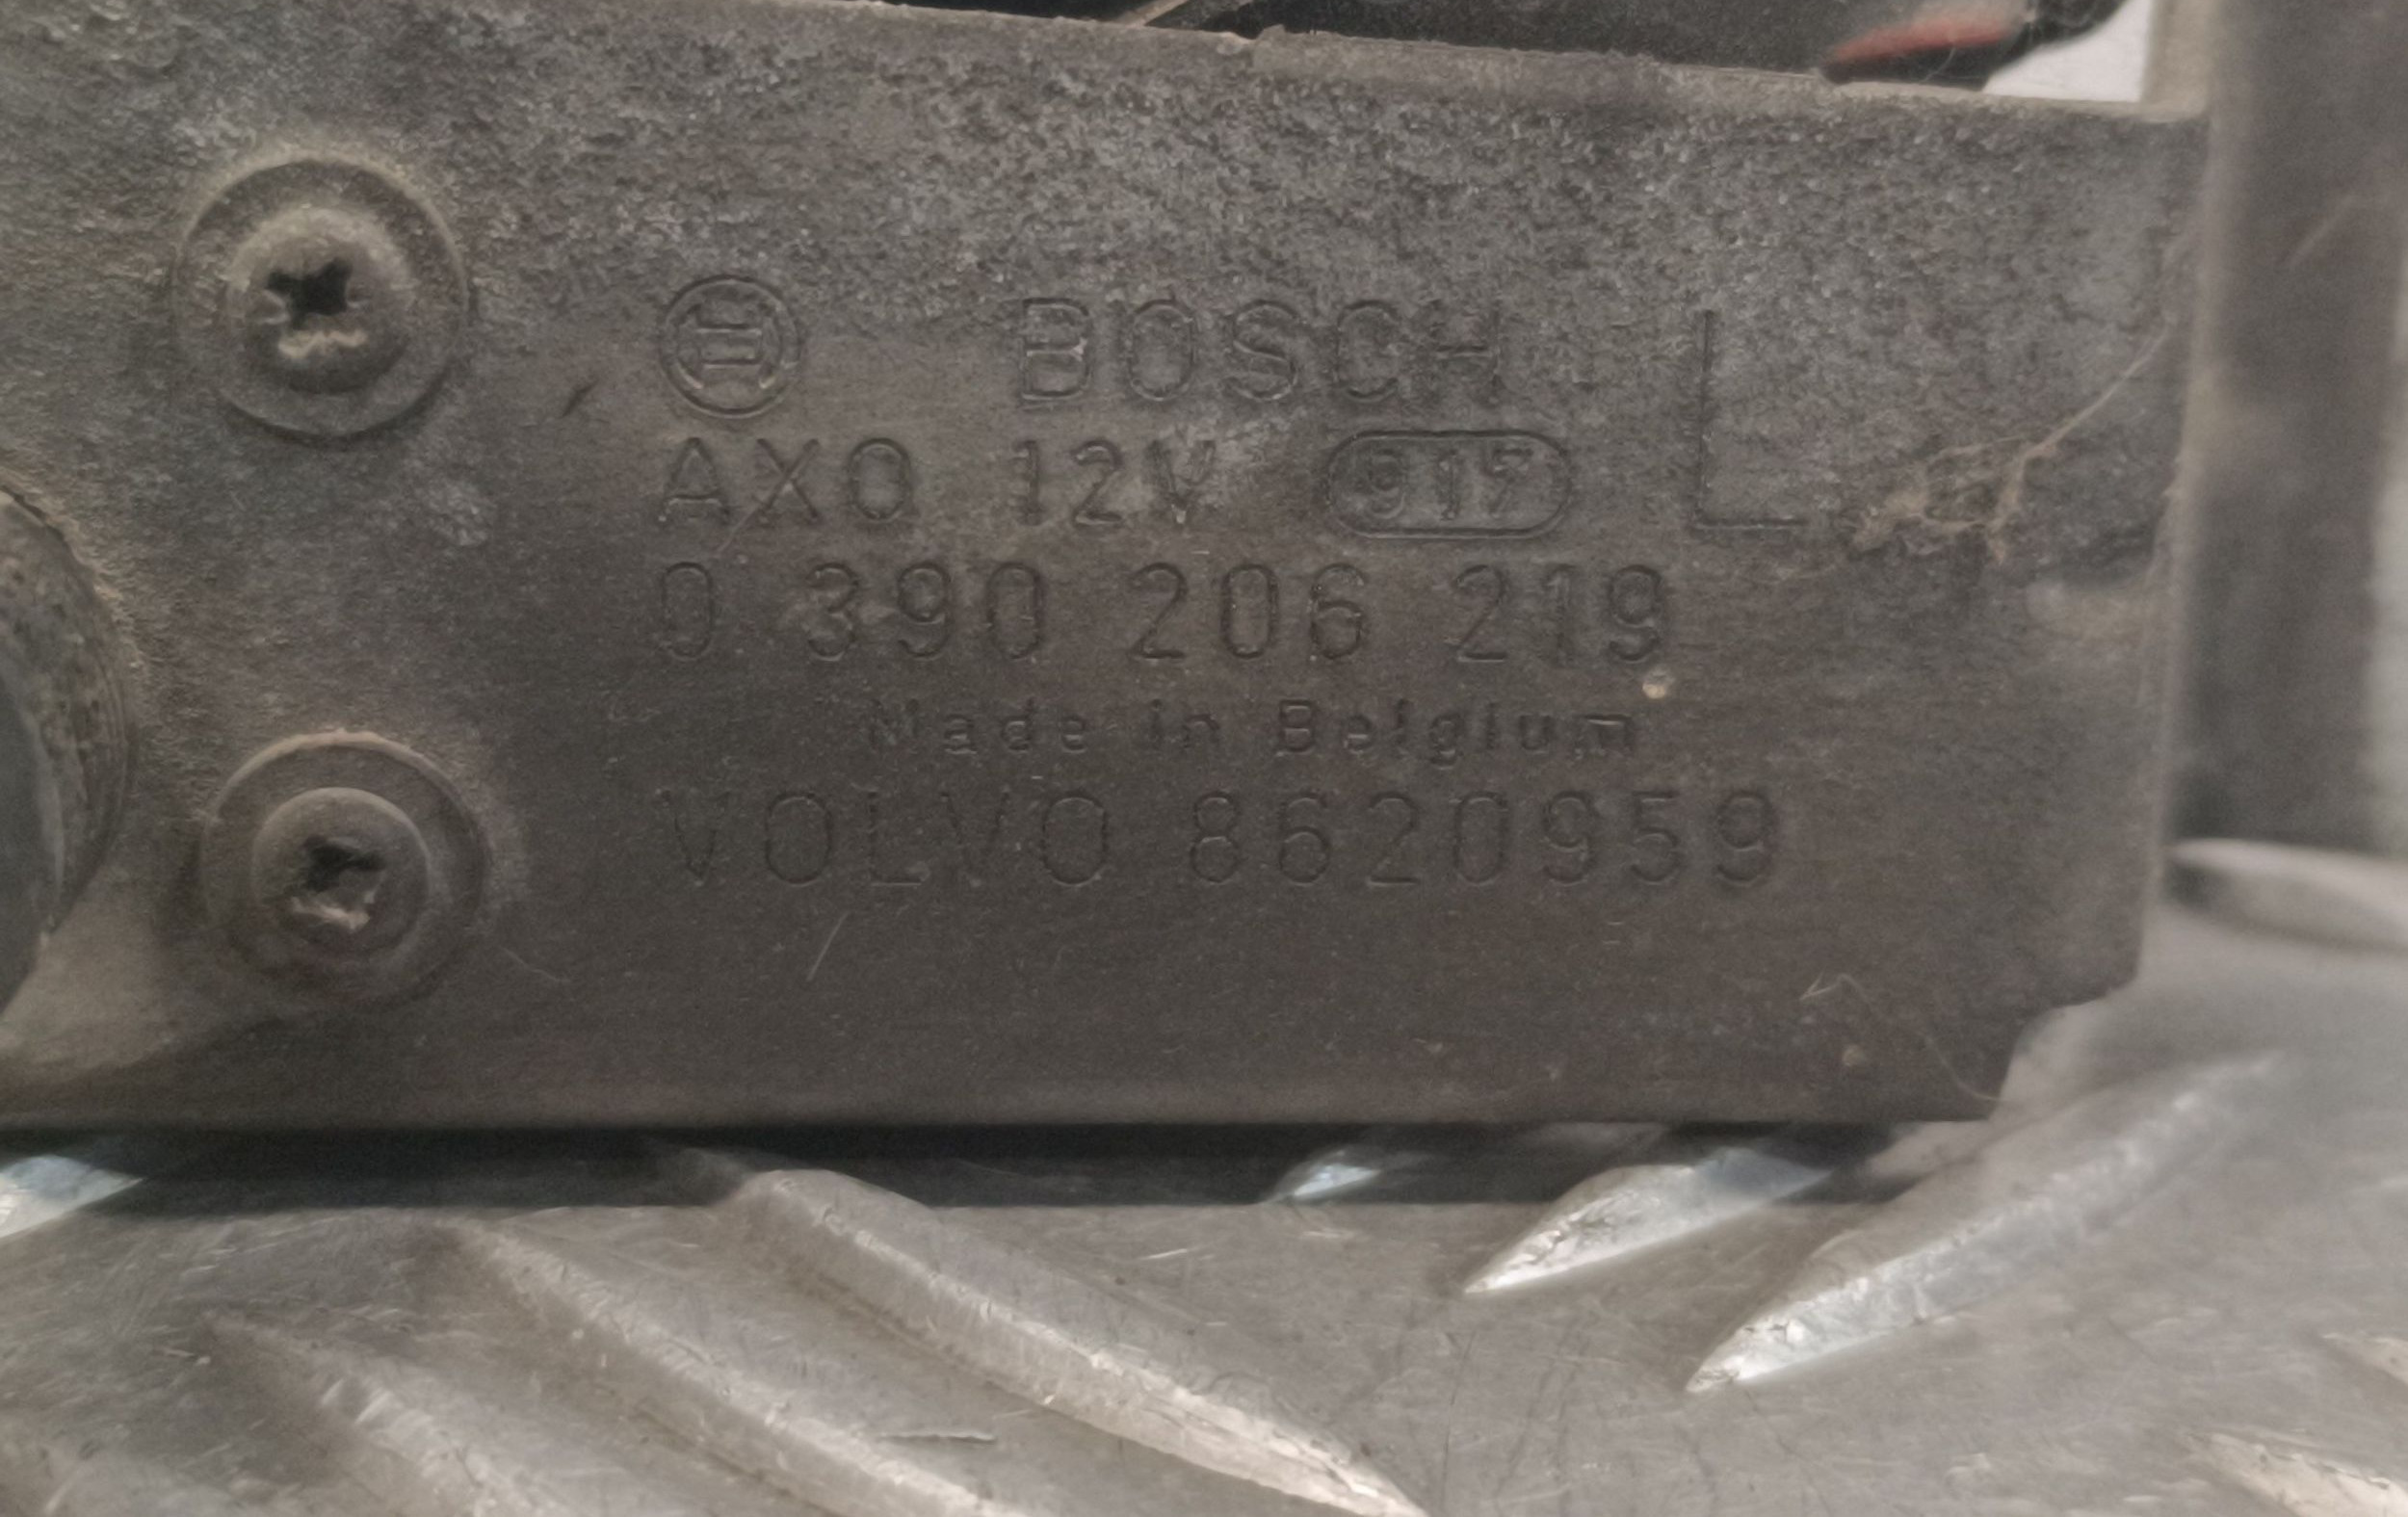 BOSCH L
AXO 12V 917
0 390 206 219
Made in Belgium
VOLVO 8620959